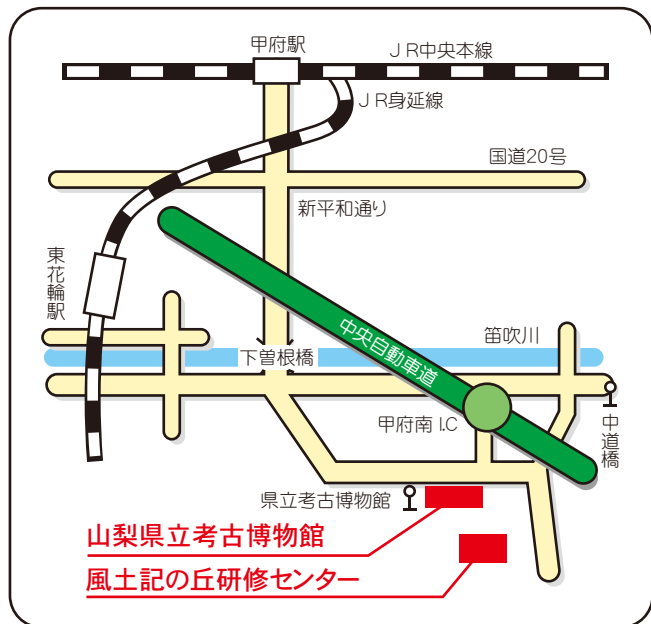 甲府駅
JR中央本線
JR身延線
国道20号
新平和通り
東花輪駅
中央自動車道
笛吹川
下曽根橋
甲府南 I.C
中道橋
県立考古博物館
山梨県立考古博物館
風土記の丘研修センター